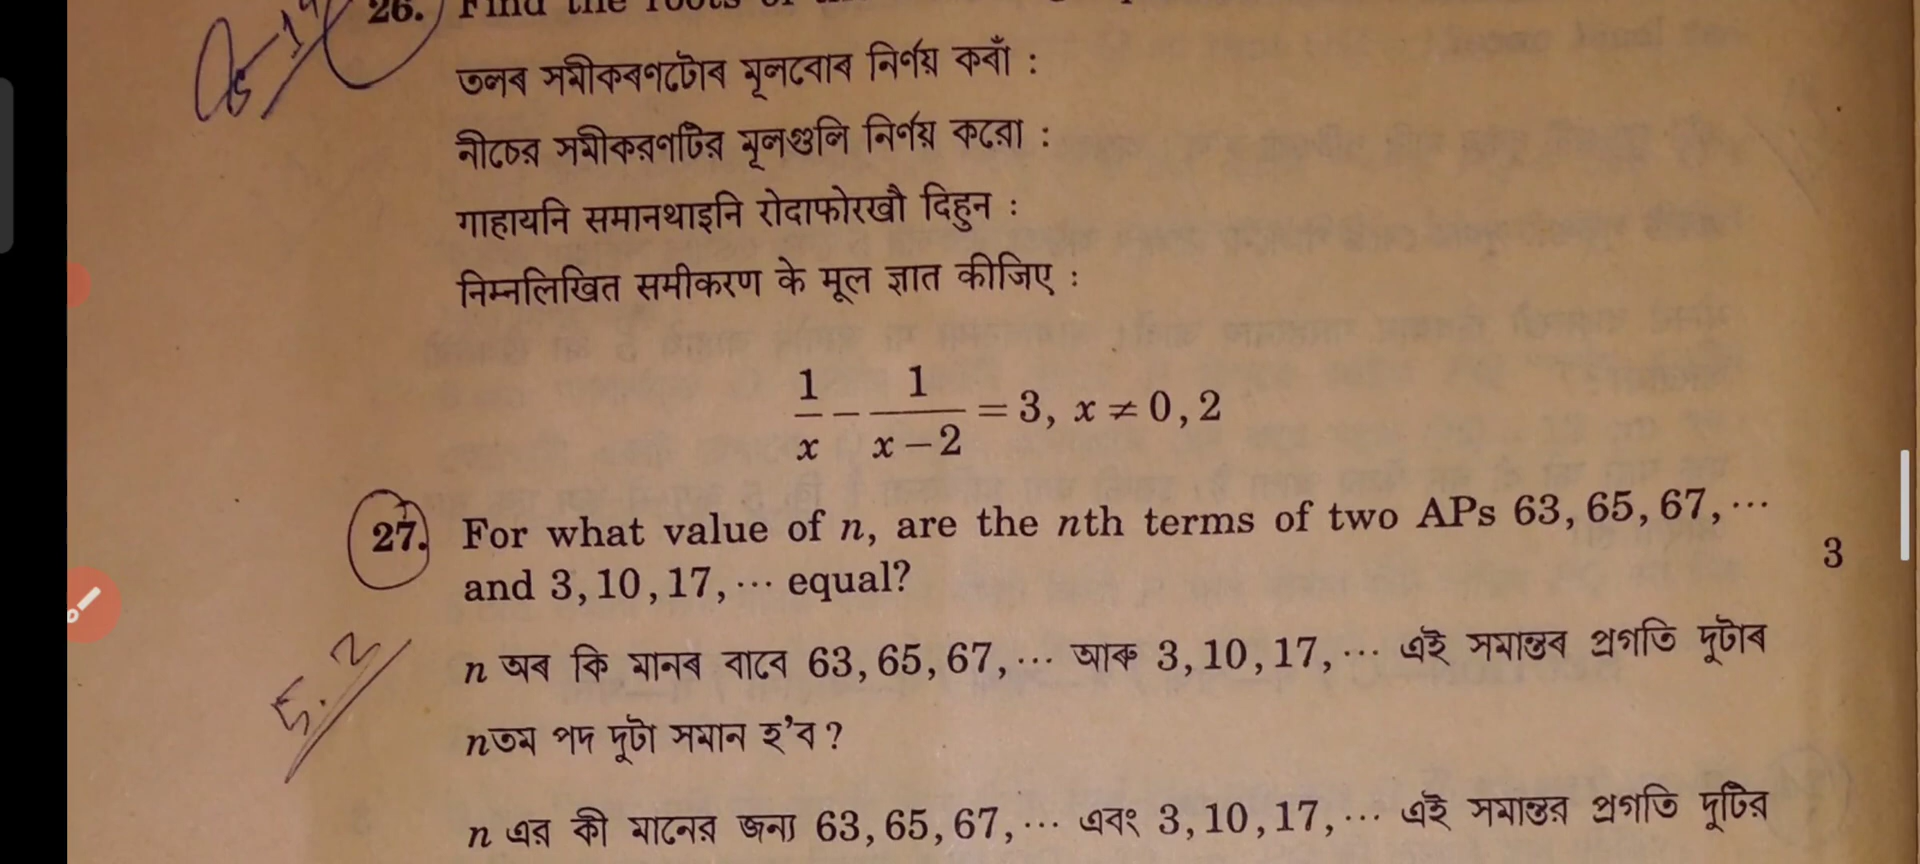 26. Find the roots of the
তলৰ সমীকৰণটোৰ মূলবোৰ নিৰ্ণয় কৰাঁ :
নীচের সমীকরণটির মূলগুলি নির্ণয় করো :
गाहायनि समानथाइनि रोदाफोरखौ दिहुन :
निम्नलिखित समीकरण के मूल ज्ञात कीजिए :
1/x − 1/(x − 2) = 3, x ≠ 0, 2
27. For what value of n, are the nth terms of two APs 63, 65, 67, ⋯
and 3, 10, 17, ⋯ equal?
3
n অৰ কি মানৰ বাবে 63, 65, 67, ⋯ আৰু 3, 10, 17, ⋯ এই সমান্তৰ প্ৰগতি দুটাৰ
5.2
nতম পদ দুটা সমান হ’ব ?
n এর কী মানের জন্য 63, 65, 67, ⋯ এবং 3, 10, 17, ⋯ এই সমান্তর প্রগতি দুটির